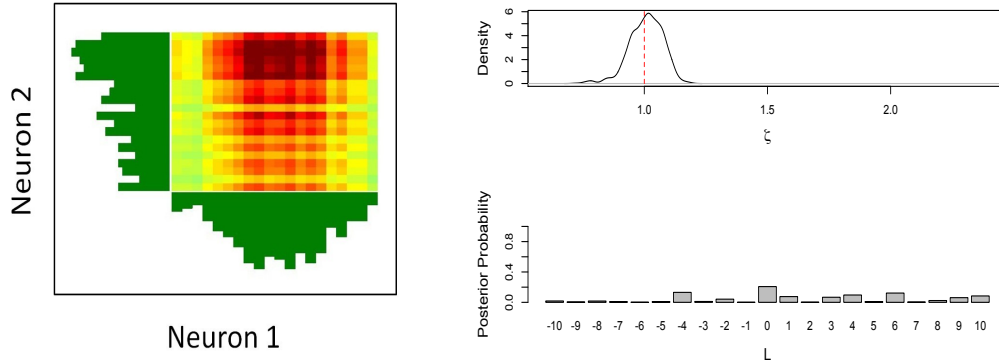 Neuron 2
Neuron 1
Density
0 2 4 6
1.0 1.5 2.0
ζ
Posterior Probability
0.0 0.4 0.8
-10 -9 -8 -7 -6 -5 -4 -3 -2 -1 0 1 2 3 4 5 6 7 8 9 10
L